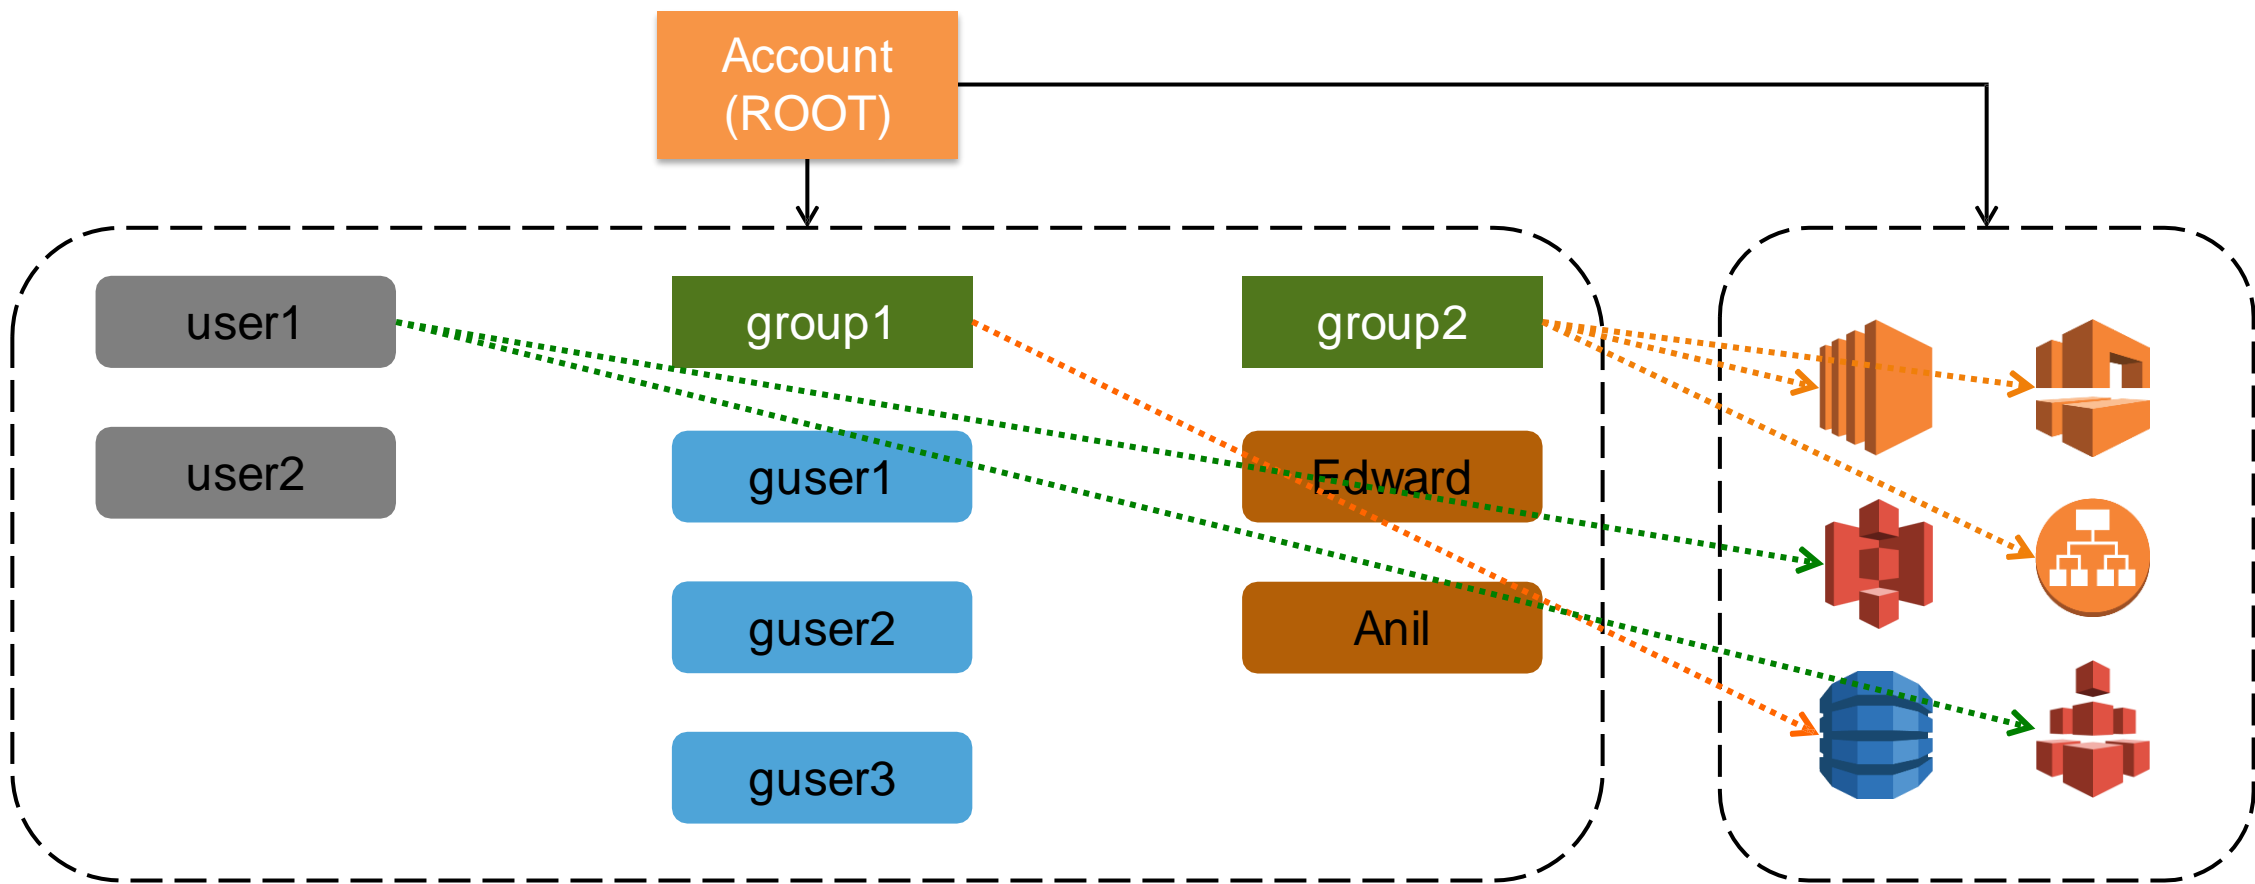 Account
(ROOT)
user1
group1
group2
user2
guser1
Edward
guser2
Anil
guser3